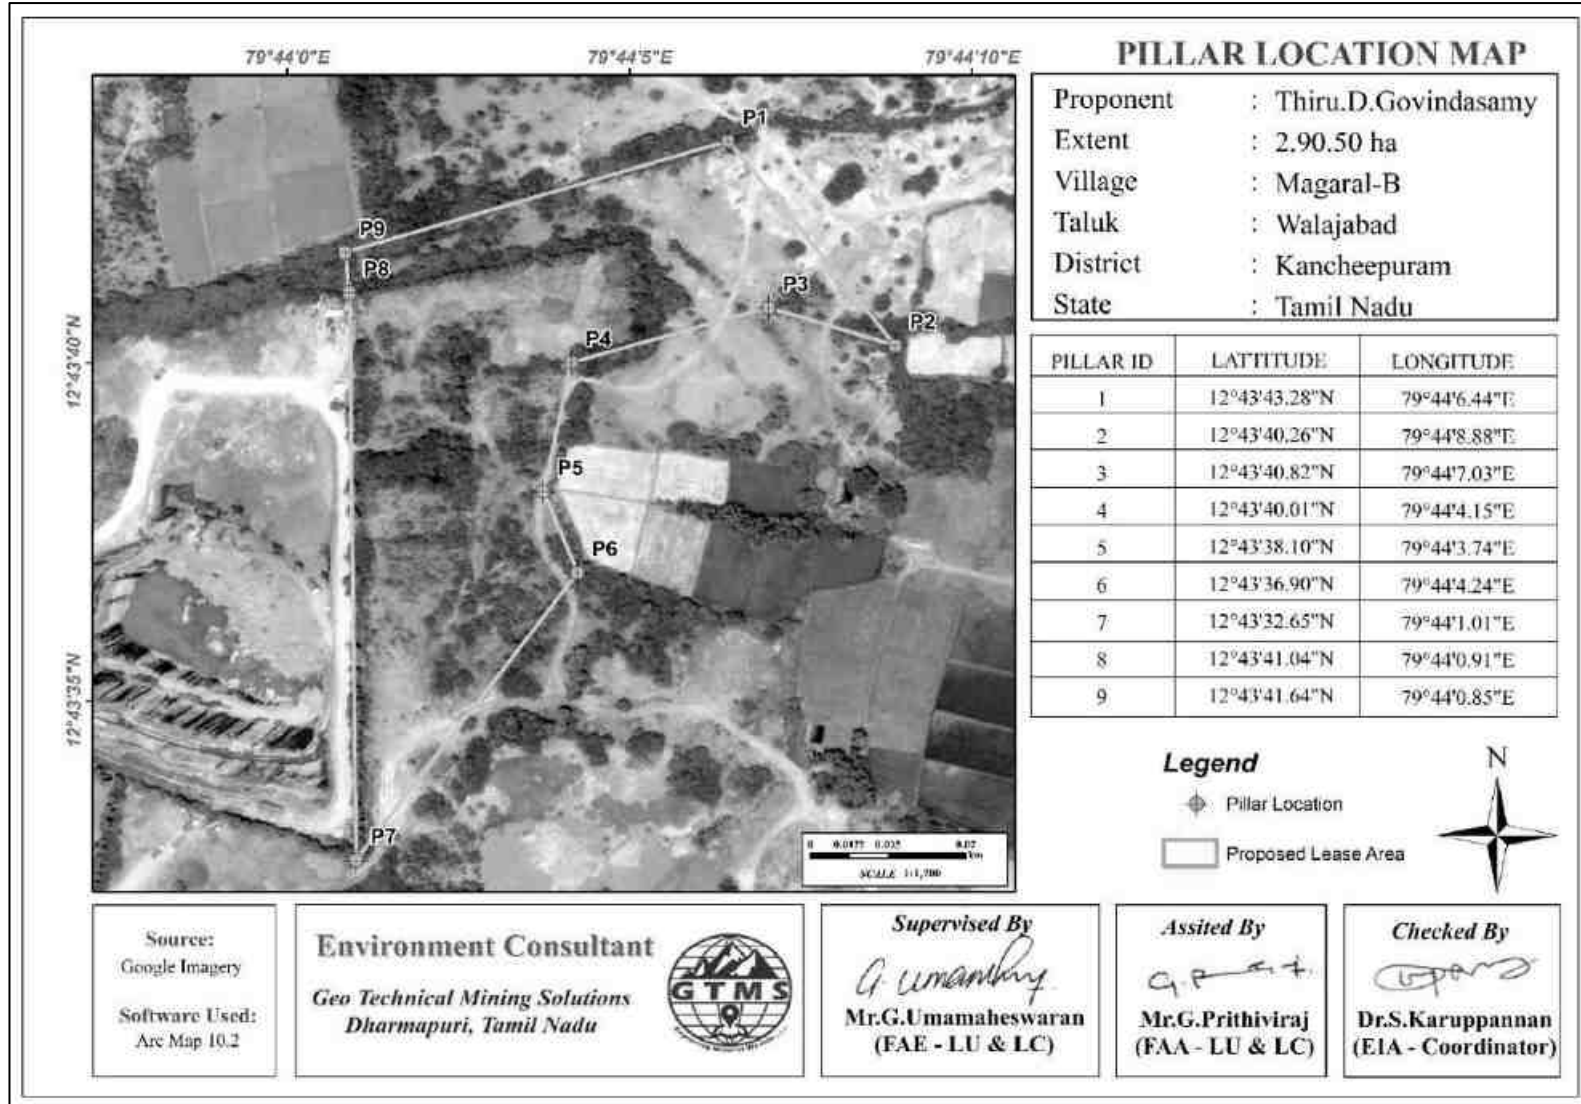 PILLAR LOCATION MAP
79°44'0"E
79°44'5"E
79°44'10"E
Proponent : Thiru.D.Govindasamy
Extent : 2.90.50 ha
Village : Magaral-B
Taluk : Walajabad
District : Kancheepuram
State : Tamil Nadu
P1
P9
P8
P3
P2
P4
P5
P6
P7
12°43'40"N
12°43'35"N
PILLAR ID LATTITUDE LONGITUDE
1 12°43'43.28"N 79°44'6.44"E
2 12°43'40.26"N 79°44'8.88"E
3 12°43'40.82"N 79°44'7.03"E
4 12°43'40.01"N 79°44'4.15"E
5 12°43'38.10"N 79°44'3.74"E
6 12°43'36.90"N 79°44'4.24"E
7 12°43'32.65"N 79°44'1.01"E
8 12°43'41.04"N 79°44'0.91"E
9 12°43'41.64"N 79°44'0.85"E
Legend
N
Pillar Location
Proposed Lease Area
0
km
SCALE
Source:
Google Imagery
Software Used:
Arc Map 10.2
Environment Consultant
Geo Technical Mining Solutions
Dharmapuri, Tamil Nadu
GTMS
Supervised By
Mr.G.Umamaheswaran
(FAE - LU & LC)
Assited By
Mr.G.Prithiviraj
(FAA - LU & LC)
Checked By
Dr.S.Karuppannan
(EIA - Coordinator)